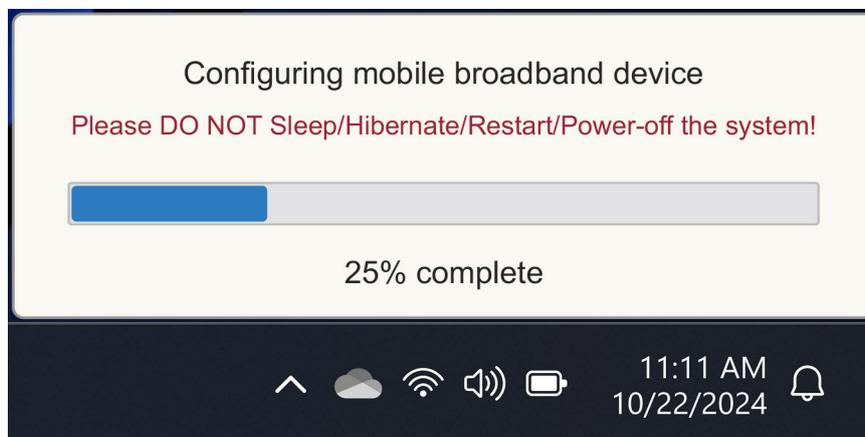 Configuring mobile broadband device
Please DO NOT Sleep/Hibernate/Restart/Power-off the system!
25% complete
11:11 AM
10/22/2024